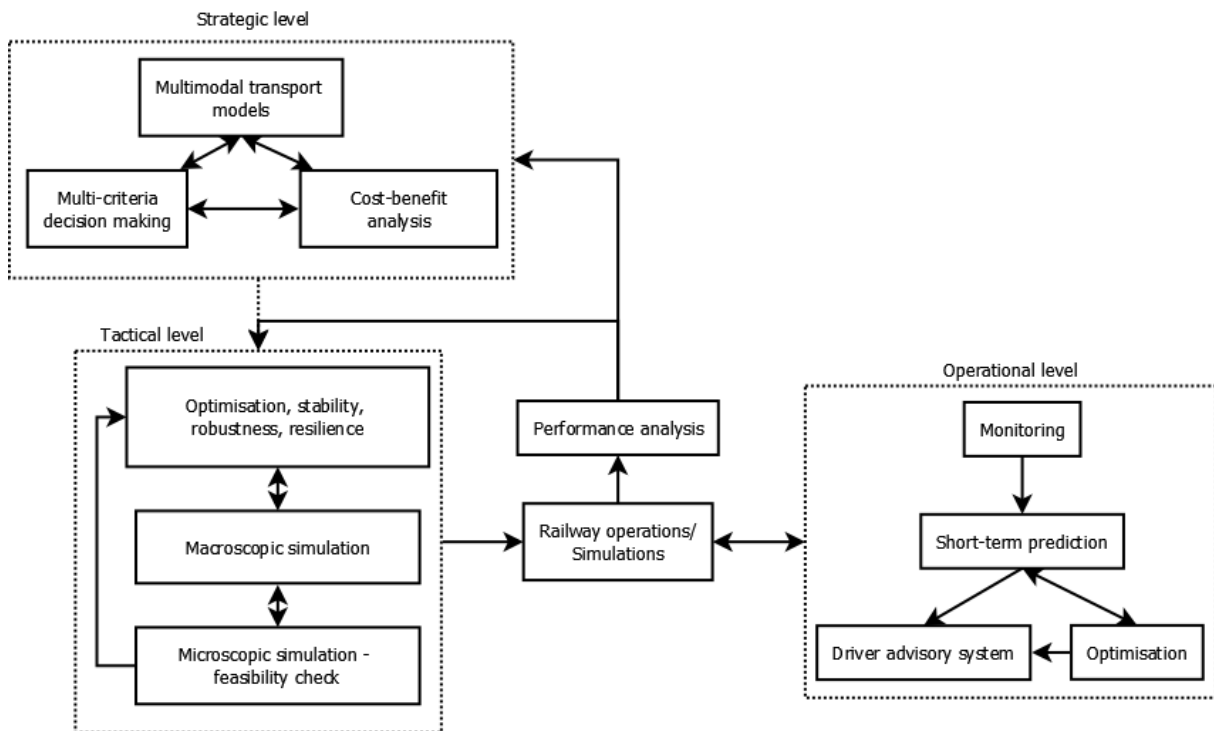 Strategic level
Multimodal transport
models
Multi-criteria
decision making
Cost-benefit
analysis
Tactical level
Optimisation, stability,
robustness, resilience
Macroscopic simulation
Microscopic simulation -
feasibility check
Performance analysis
Railway operations/
Simulations
Operational level
Monitoring
Short-term prediction
Driver advisory system
Optimisation